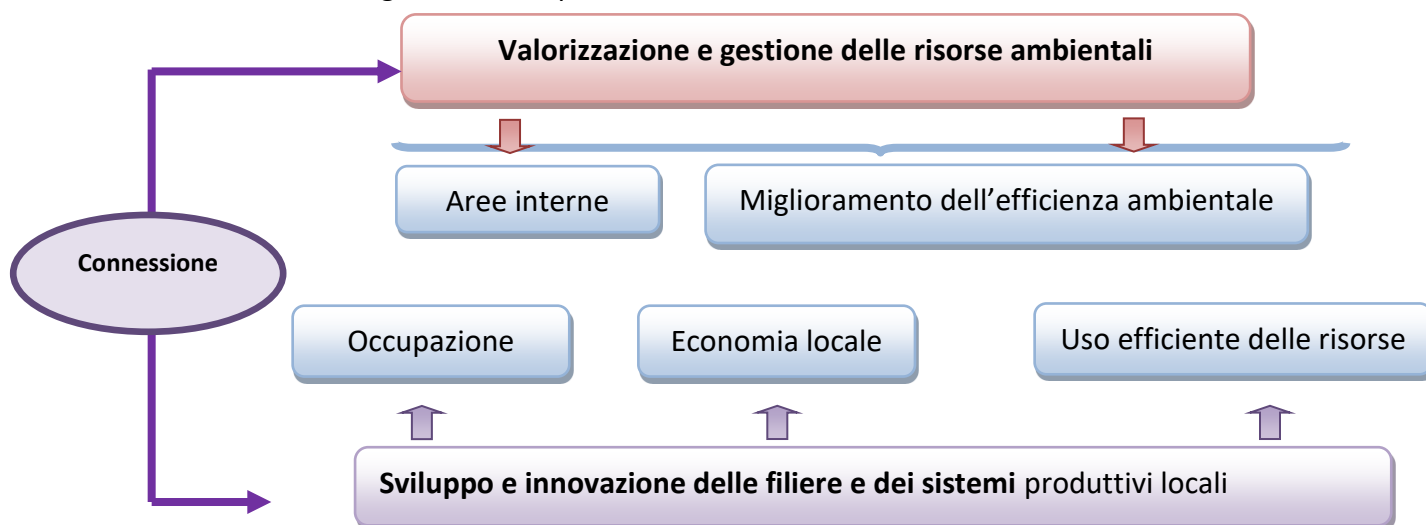 Valorizzazione e gestione delle risorse ambientali
Aree interne
Miglioramento dell’efficienza ambientale
Connessione
Occupazione
Economia locale
Uso efficiente delle risorse
Sviluppo e innovazione delle filiere e dei sistemi produttivi locali